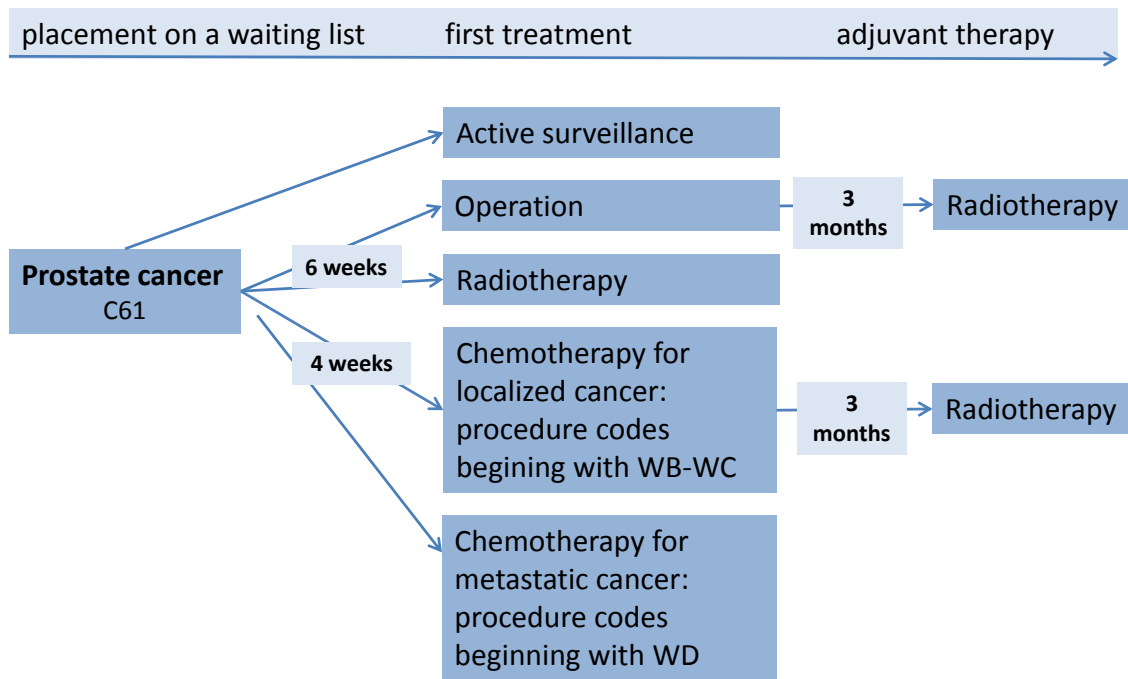 placement on a waiting list first treatment adjuvant therapy
Active surveillance
Operation
3
months
Radiotherapy
Prostate cancer
C61
6 weeks
Radiotherapy
4 weeks
Chemotherapy for
localized cancer:
procedure codes
begining with WB-WC
3
months
Radiotherapy
Chemotherapy for
metastatic cancer:
procedure codes
beginning with WD